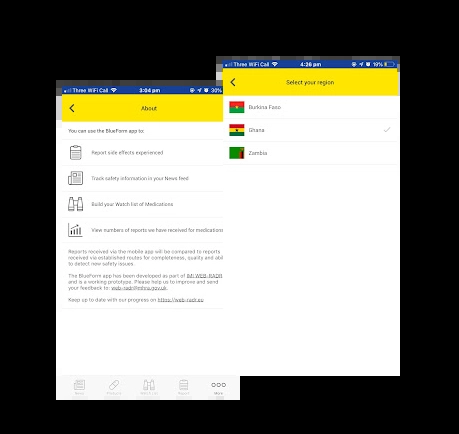 Three WiFi Call 3:04 pm 30%
About
You can use the BlueForm app to:
Report side effects experienced
Track safety information in your News feed
Build your Watch list of Medications
View numbers of reports we have received for medications
Reports received via the mobile app will be compared to reports
received via established routes for completeness, quality and abil
to detect new safety issues.
The BlueForm app has been developed as part of IMI WEB-RADR
and is a working prototype. Please help us to improve and send
your feedback to: web-radr@mhra.gov.uk
Keep up to date with our progress on https://web-radr.eu
News Watch List Report More
Three WiFi Call 4:26 pm 19%
Select your region
Burkina Faso
Ghana
Zambia